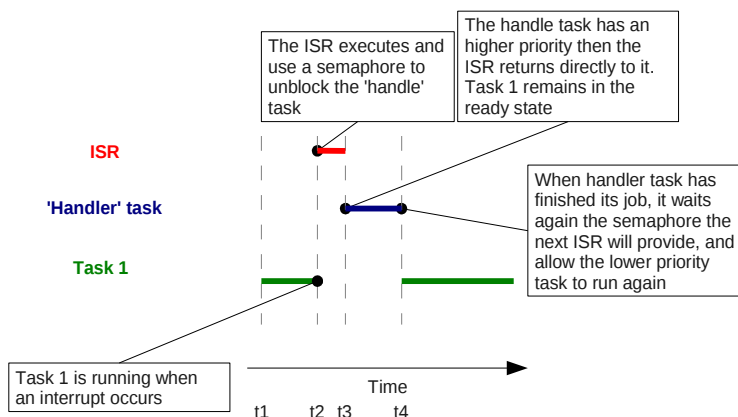 The ISR executes and
use a semaphore to
unblock the 'handle'
task
The handle task has an
higher priority then the
ISR returns directly to it.
Task 1 remains in the
ready state
ISR
'Handler' task
Task 1
When handler task has
finished its job, it waits
again the semaphore the
next ISR will provide, and
allow the lower priority
task to run again
Task 1 is running when
an interrupt occurs
Time
t1 t2 t3 t4